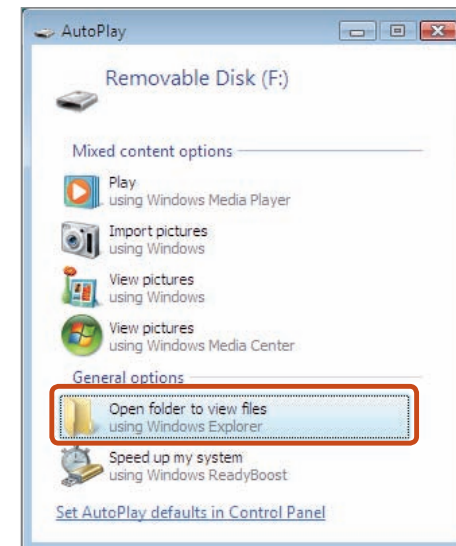 AutoPlay
Removable Disk (F:)
Mixed content options
Play
using Windows Media Player
Import pictures
using Windows
View pictures
using Windows
View pictures
using Windows Media Center
General options
Open folder to view files
using Windows Explorer
Speed up my system
using Windows ReadyBoost
Set AutoPlay defaults in Control Panel